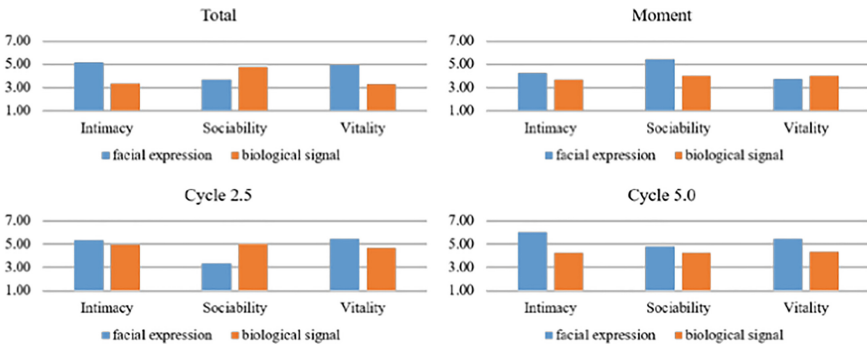 Total
7.00
5.00
3.00
1.00
Intimacy Sociability Vitality
facial expression biological signal
Moment
7.00
5.00
3.00
1.00
Intimacy Sociability Vitality
facial expression biological signal
Cycle 2.5
7.00
5.00
3.00
1.00
Intimacy Sociability Vitality
facial expression biological signal
Cycle 5.0
7.00
5.00
3.00
1.00
Intimacy Sociability Vitality
facial expression biological signal